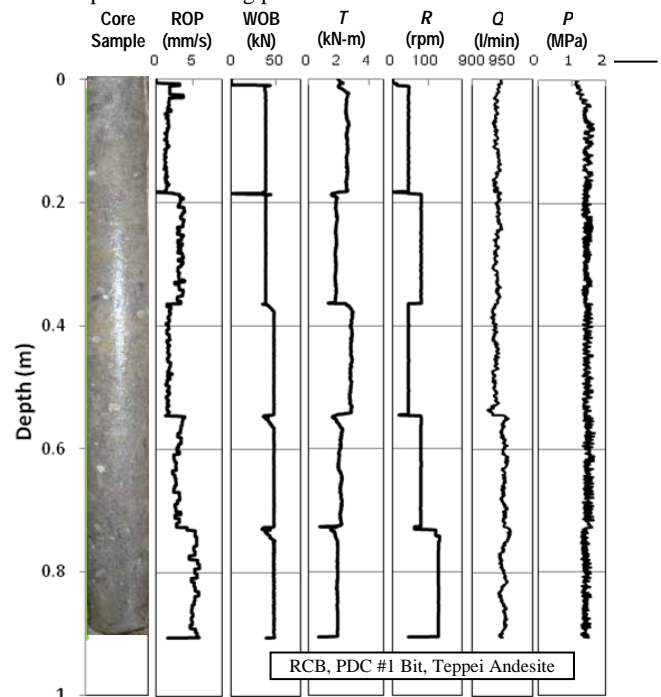 Core ROP WOB T R Q P
Sample (mm/s) (kN) (kN-m) (rpm) (l/min) (MPa)
0 5 0 50 0 2 4 0 100 900 950 0 1 2
0
0.2
0.4
Depth (m)
0.6
0.8
RCB, PDC #1 Bit, Teppei Andesite
1